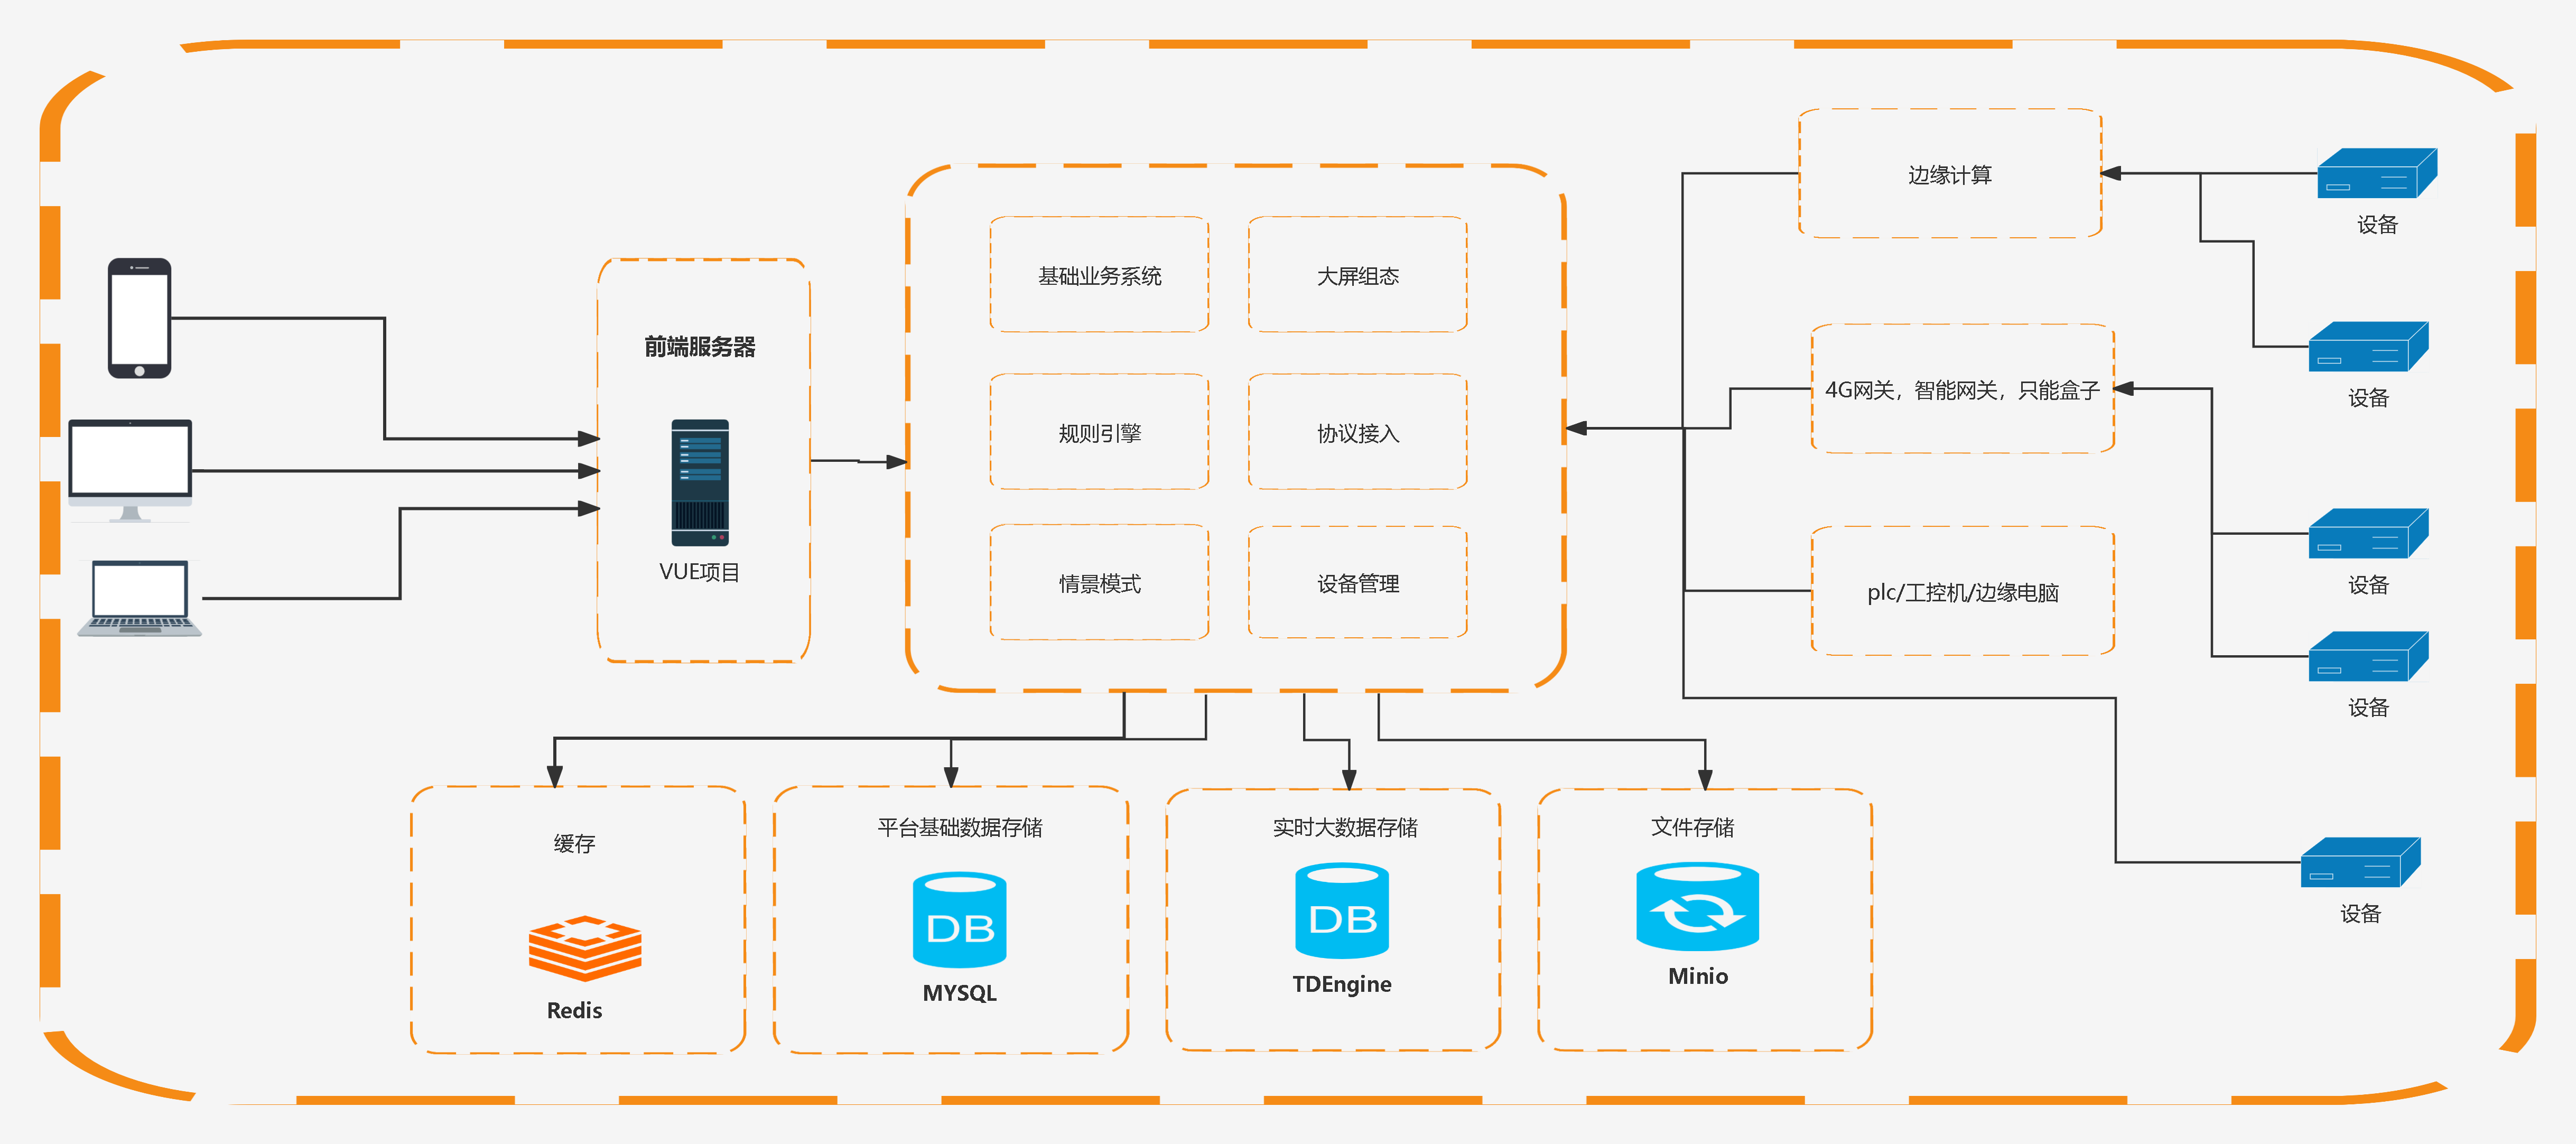 边缘计算
设备
基础业务系统
大屏组态
前端服务器
4G网关，智能网关，只能盒子
设备
规则引擎
协议接入
VUE项目
情景模式
设备管理
plc/工控机/边缘电脑
设备
设备
缓存
平台基础数据存储
实时大数据存储
文件存储
DB
DB
设备
Redis
MYSQL
TDEngine
Minio